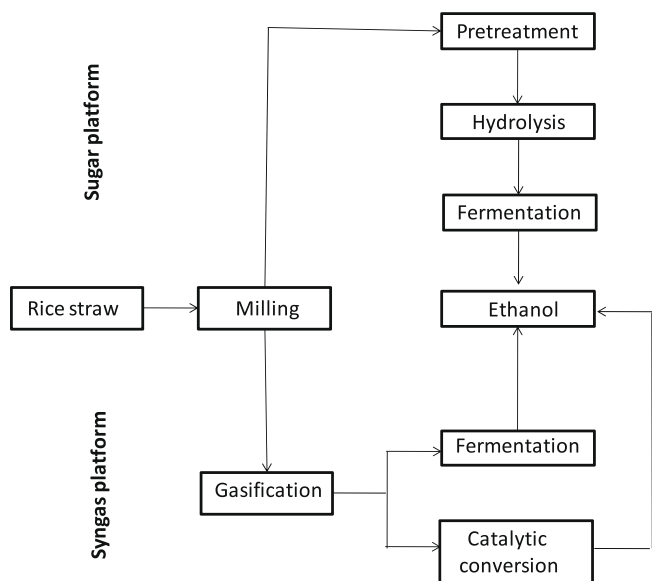 Pretreatment
Sugar platform
Hydrolysis
Fermentation
Rice straw
Milling
Ethanol
Syngas platform
Fermentation
Gasification
Catalytic
conversion